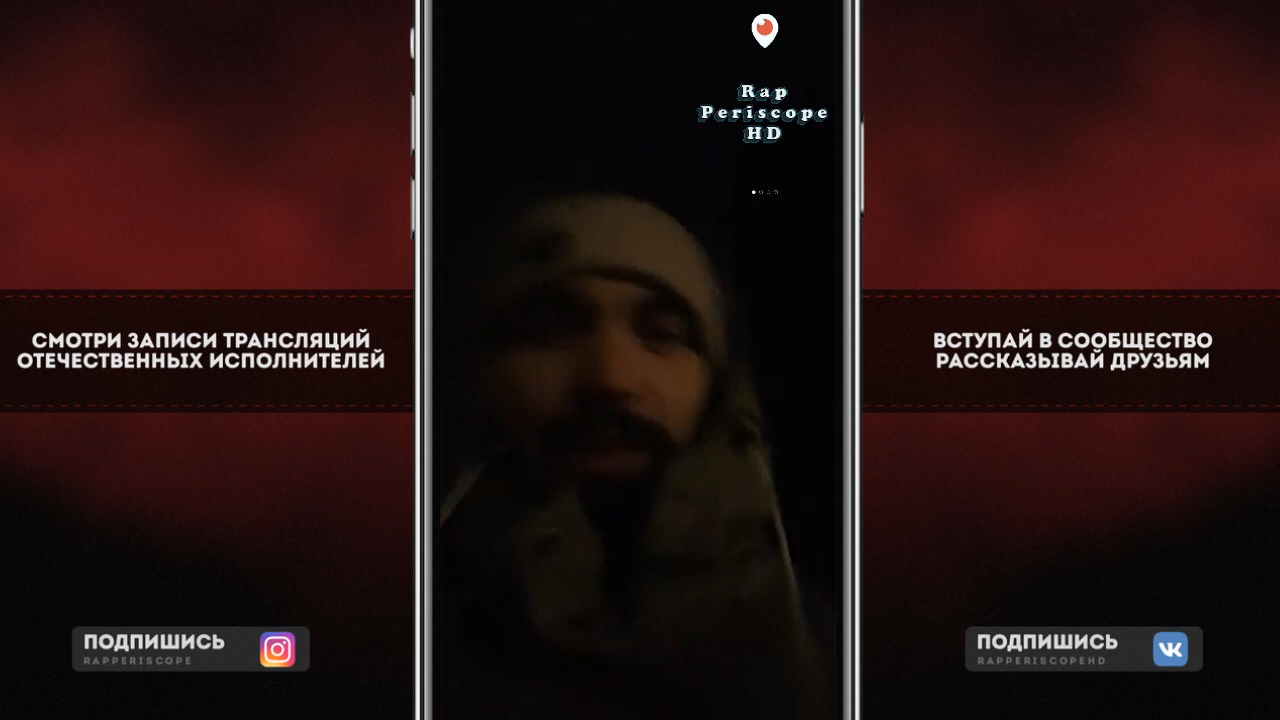 Rap
Periscope
HD
СМОТРИ ЗАПИСИ ТРАНСЛЯЦИЙ
ОТЕЧЕСТВЕННЫХ ИСПОЛНИТЕЛЕЙ
ВСТУПАЙ В СООБЩЕСТВО
РАССКАЗЫВАЙ ДРУЗЬЯМ
ПОДПИШИСЬ
RAPPERISCOPE
ПОДПИШИСЬ
RAPPERISCOPEHD